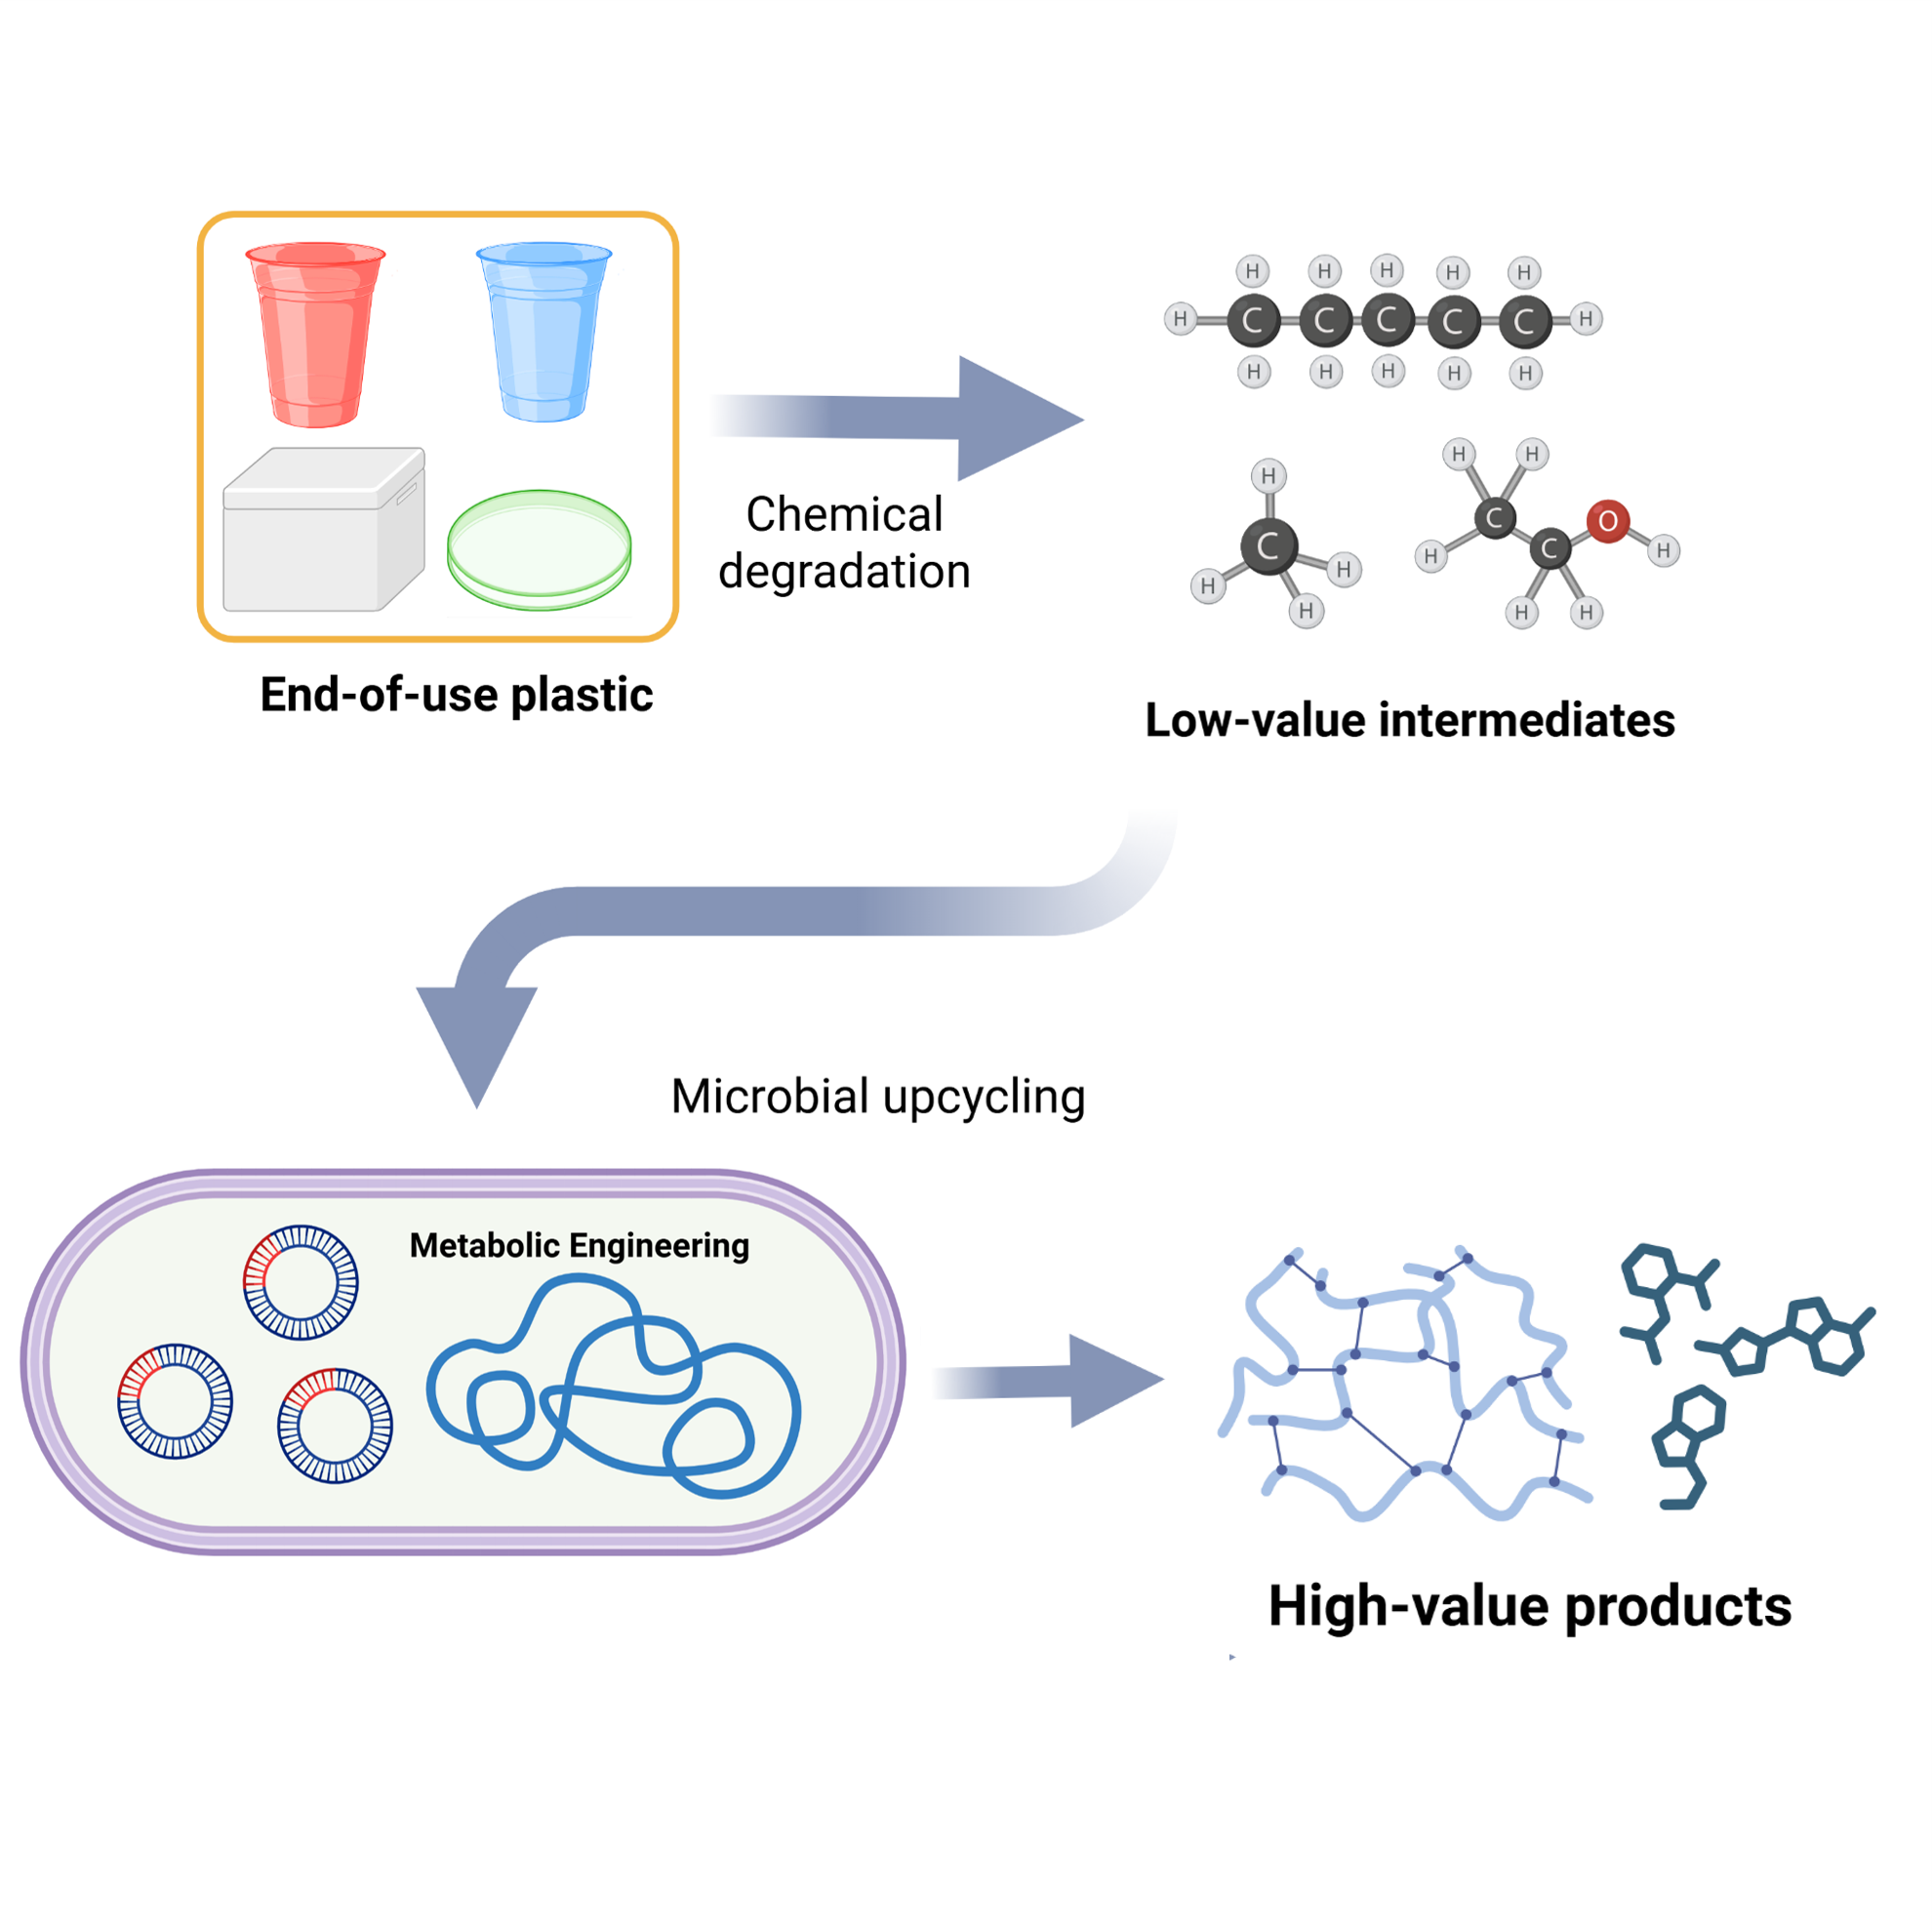 H H H H H
H C C C C C H
H H H H H
H H
H
C O
C C H
H H
H
H H H
Chemical
degradation
End-of-use plastic
Low-value intermediates
Microbial upcycling
Metabolic Engineering
High-value products